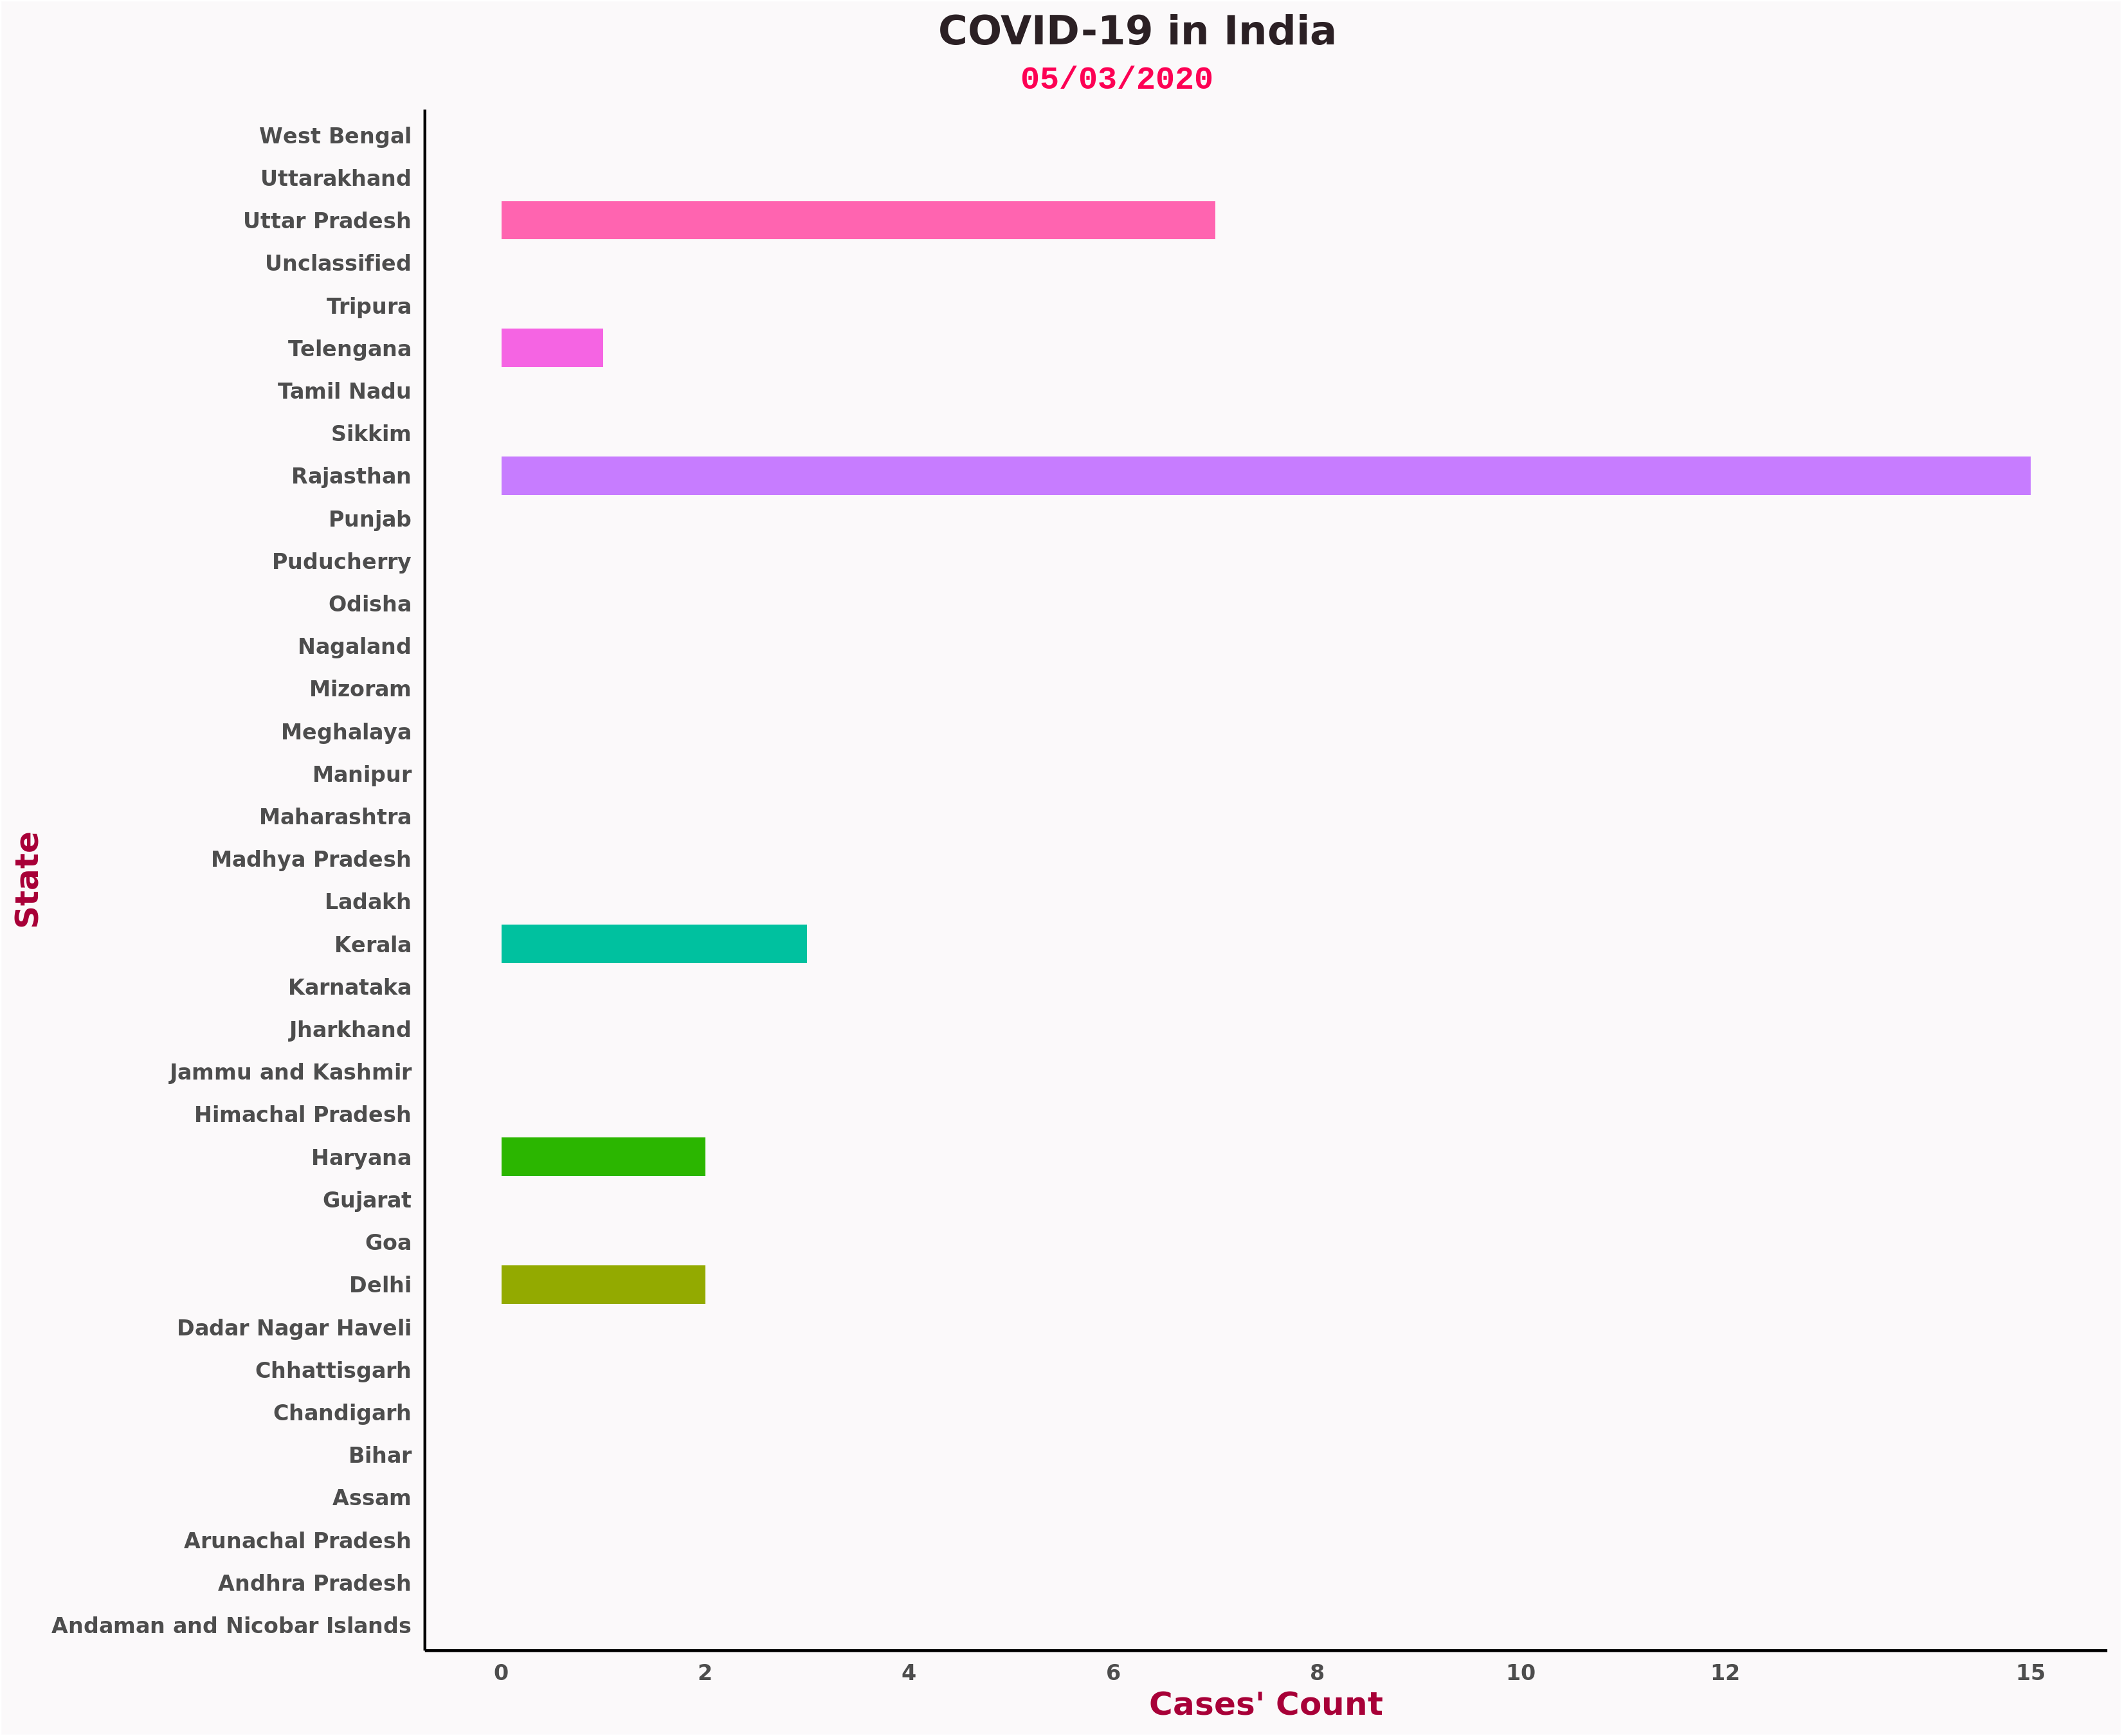 COVID-19 in India
05/03/2020
West Bengal
Uttarakhand
Uttar Pradesh
Unclassified
Tripura
Telengana
Tamil Nadu
Sikkim
Rajasthan
Punjab
Puducherry
Odisha
Nagaland
Mizoram
Meghalaya
Manipur
Maharashtra
Madhya Pradesh
Ladakh
Kerala
Karnataka
Jharkhand
Jammu and Kashmir
Himachal Pradesh
Haryana
Gujarat
Goa
Delhi
Dadar Nagar Haveli
Chhattisgarh
Chandigarh
Bihar
Assam
Arunachal Pradesh
Andhra Pradesh
Andaman and Nicobar Islands
State
0 2 4 6 8 10 12 15
Cases' Count